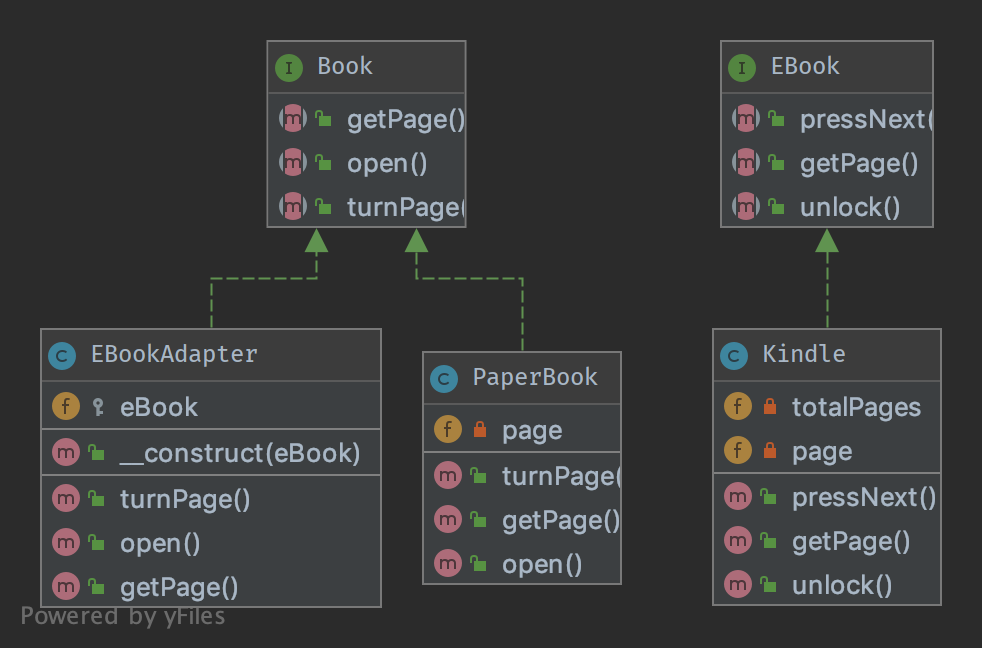 Book
getPage()
open()
turnPage(
EBook
pressNext(
getPage()
unlock()
EBookAdapter
eBook
__construct(eBook)
turnPage()
open()
getPage()
PaperBook
page
turnPage(
getPage()
open()
Kindle
totalPages
page
pressNext()
getPage()
unlock()
Powered by yFiles